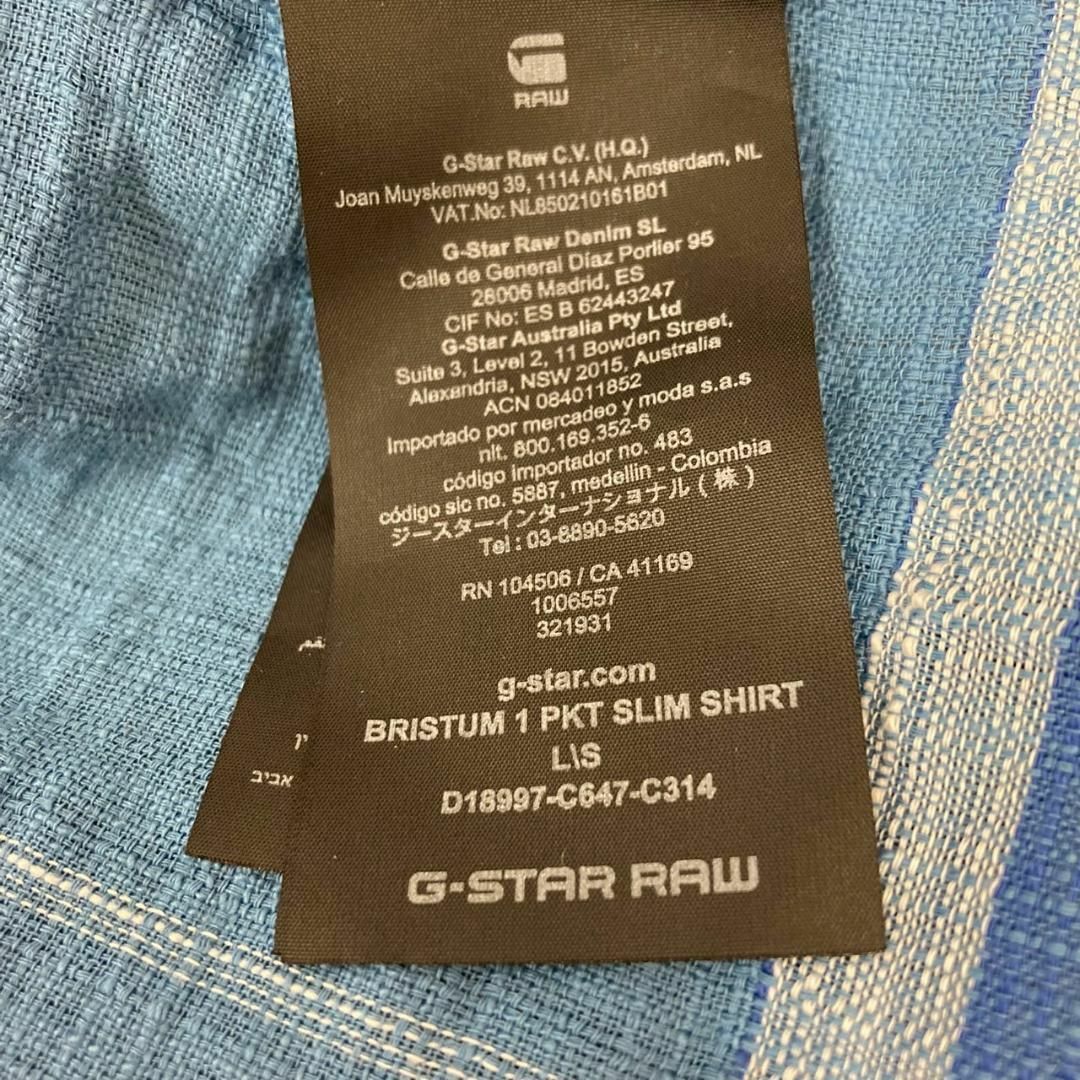 RAW
G-Star Raw C.V. (H.Q.)
Joan Muyskenweg 39, 1114 AN, Amsterdam, NL
VAT.No: NL850210161B01
G-Star Raw Denim SL
Calle de General Diaz Porlier 95
28006 Madrid, ES
CIF No: ES B 62443247
G-Star Australia Pty Ltd
Suite 3, Level 2, 11 Bowden Street,
Alexandria, NSW 2015, Australia
ACN 084011852
Importado por mercadeo y moda s.a.s
nit. 800.169.352-6
código importador no. 483
código sic no. 5887, medellin - Colombia
ジースターインターナショナル(株)
Tel : 03-6890-5620
RN 104506 / CA 41169
1006557
321931
g-star.com
BRISTUM 1 PKT SLIM SHIRT
L\S
D18997-C647-C314
G-STAR RAW
אביב